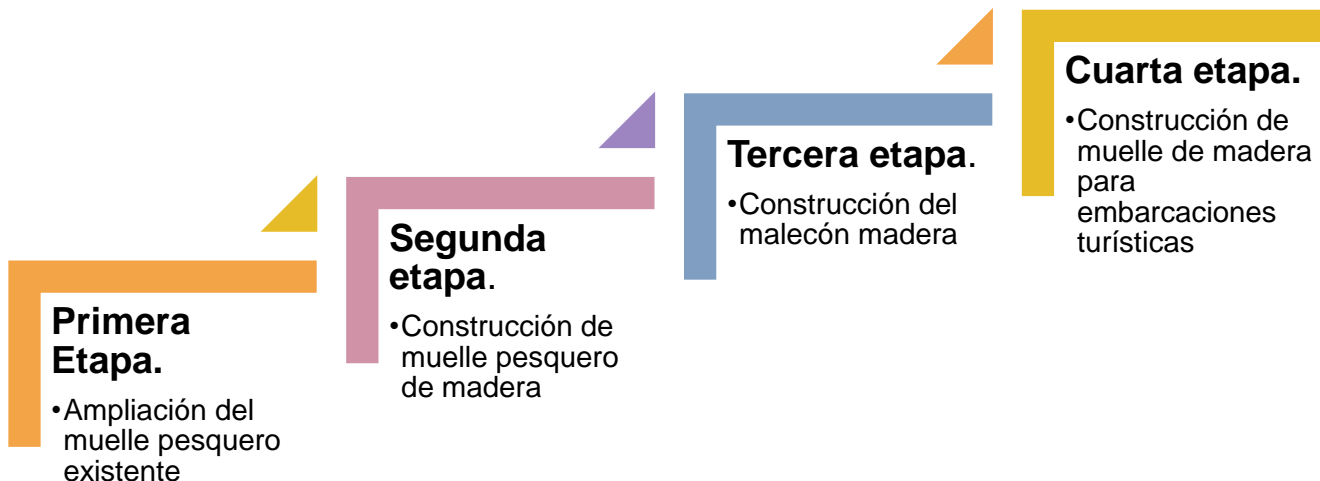 Primera
Etapa.
•Ampliación del
muelle pesquero
existente
Segunda
etapa.
•Construcción de
muelle pesquero
de madera
Tercera etapa.
•Construcción del
malecón madera
Cuarta etapa.
•Construcción de
muelle de madera
para
embarcaciones
turísticas